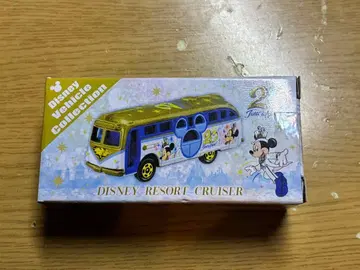 Disney
Vehicle
Collection
DISNEY RESORT CRUISER